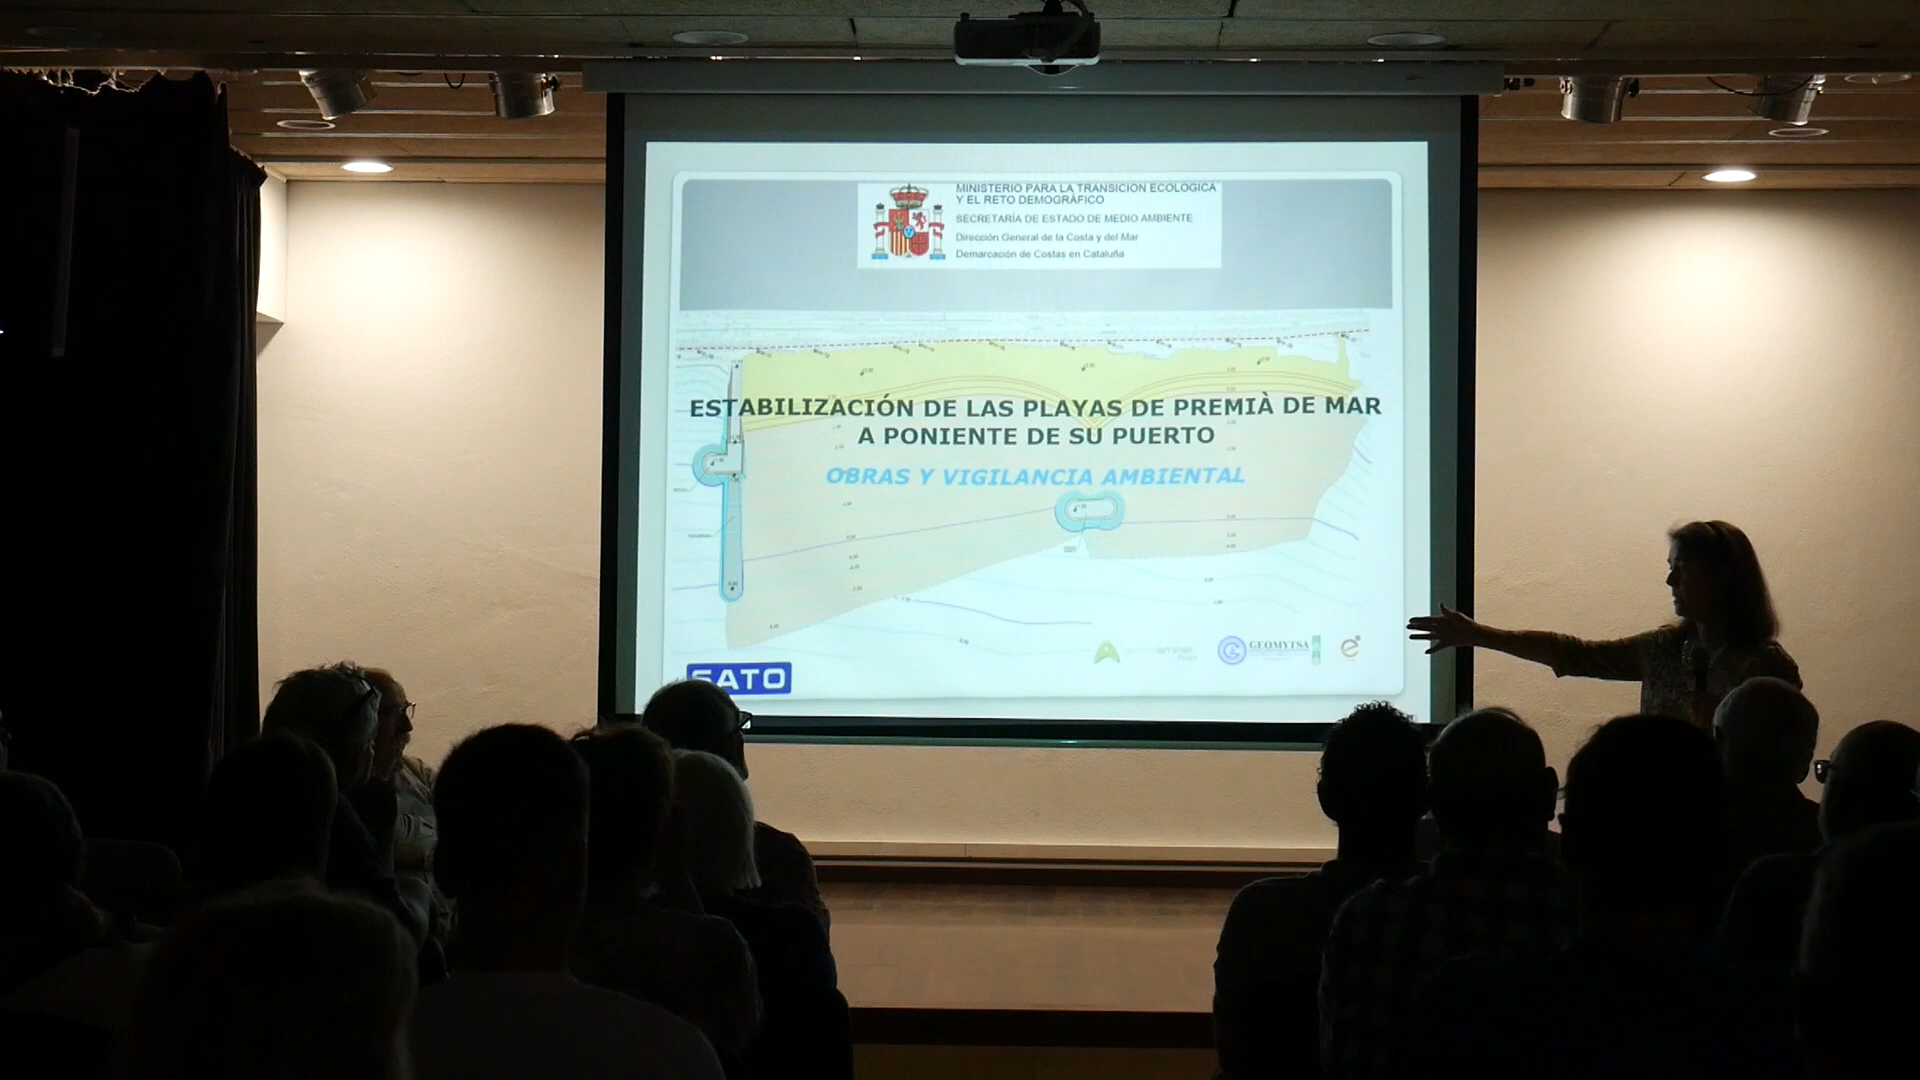 MINISTERIO PARA LA TRANSICION ECOLOGICA
Y EL RETO DEMOGRÁFICO
SECRETARÍA DE ESTADO DE MEDIO AMBIENTE
Dirección General de la Costa y del Mar
Demarcación de Costas en Cataluña
ESTABILIZACIÓN DE LAS PLAYAS DE PREMIÀ DE MAR
A PONIENTE DE SU PUERTO
OBRAS Y VIGILANCIA AMBIENTAL
GEOMYTSA
SATO